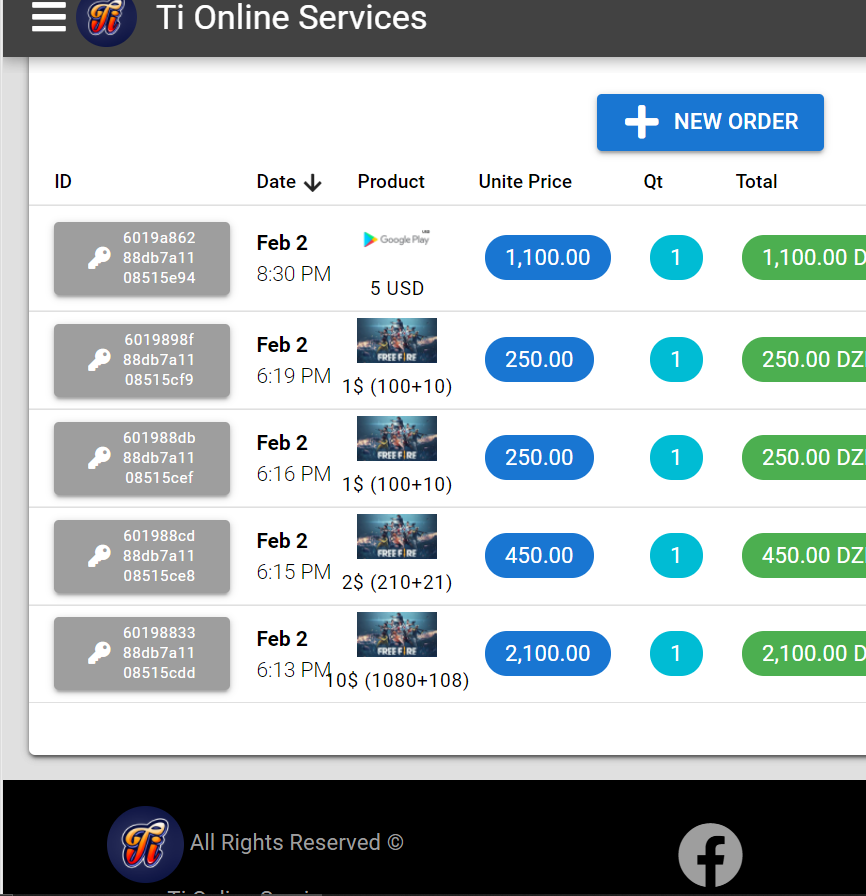 Ti Online Services
NEW ORDER
ID Date Product Unite Price Qt Total
6019a862
88db7a11
08515e94
Feb 2
8:30 PM
Google Play
5 USD
1,100.00
1
1,100.00 D
6019898f
88db7a11
08515cf9
Feb 2
6:19 PM
FREE FIRE
1$ (100+10)
250.00
1
250.00 DZ
601988db
88db7a11
08515cef
Feb 2
6:16 PM
FREE FIRE
1$ (100+10)
250.00
1
250.00 DZ
601988cd
88db7a11
08515ce8
Feb 2
6:15 PM
FREE FIRE
2$ (210+21)
450.00
1
450.00 DZ
60198833
88db7a11
08515cdd
Feb 2
6:13 PM
FREE FIRE
10$ (1080+108)
2,100.00
1
2,100.00 D
Ti
All Rights Reserved ©